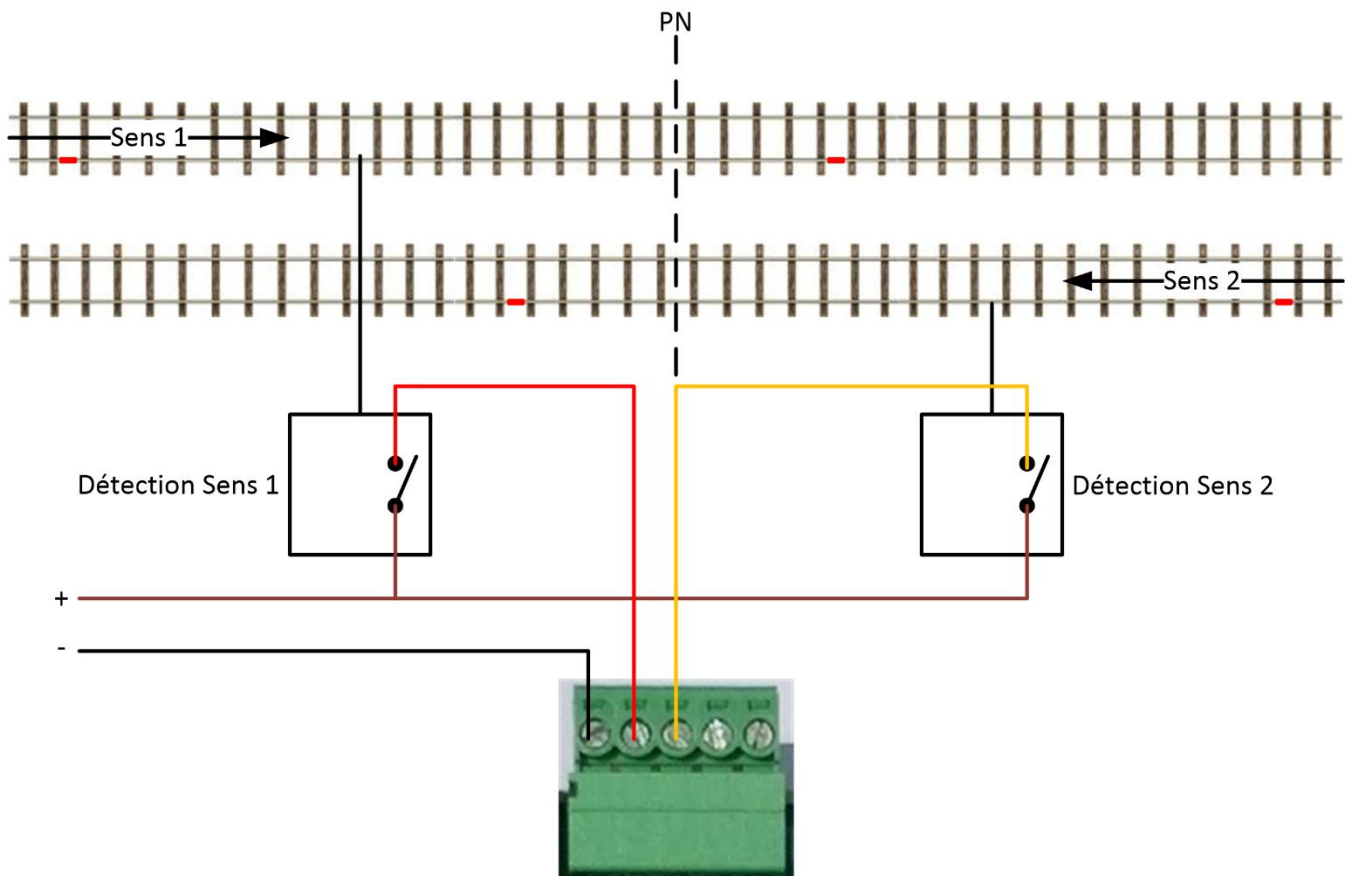 PN
Sens 1
Sens 2
Détection Sens 1
Détection Sens 2
+
-